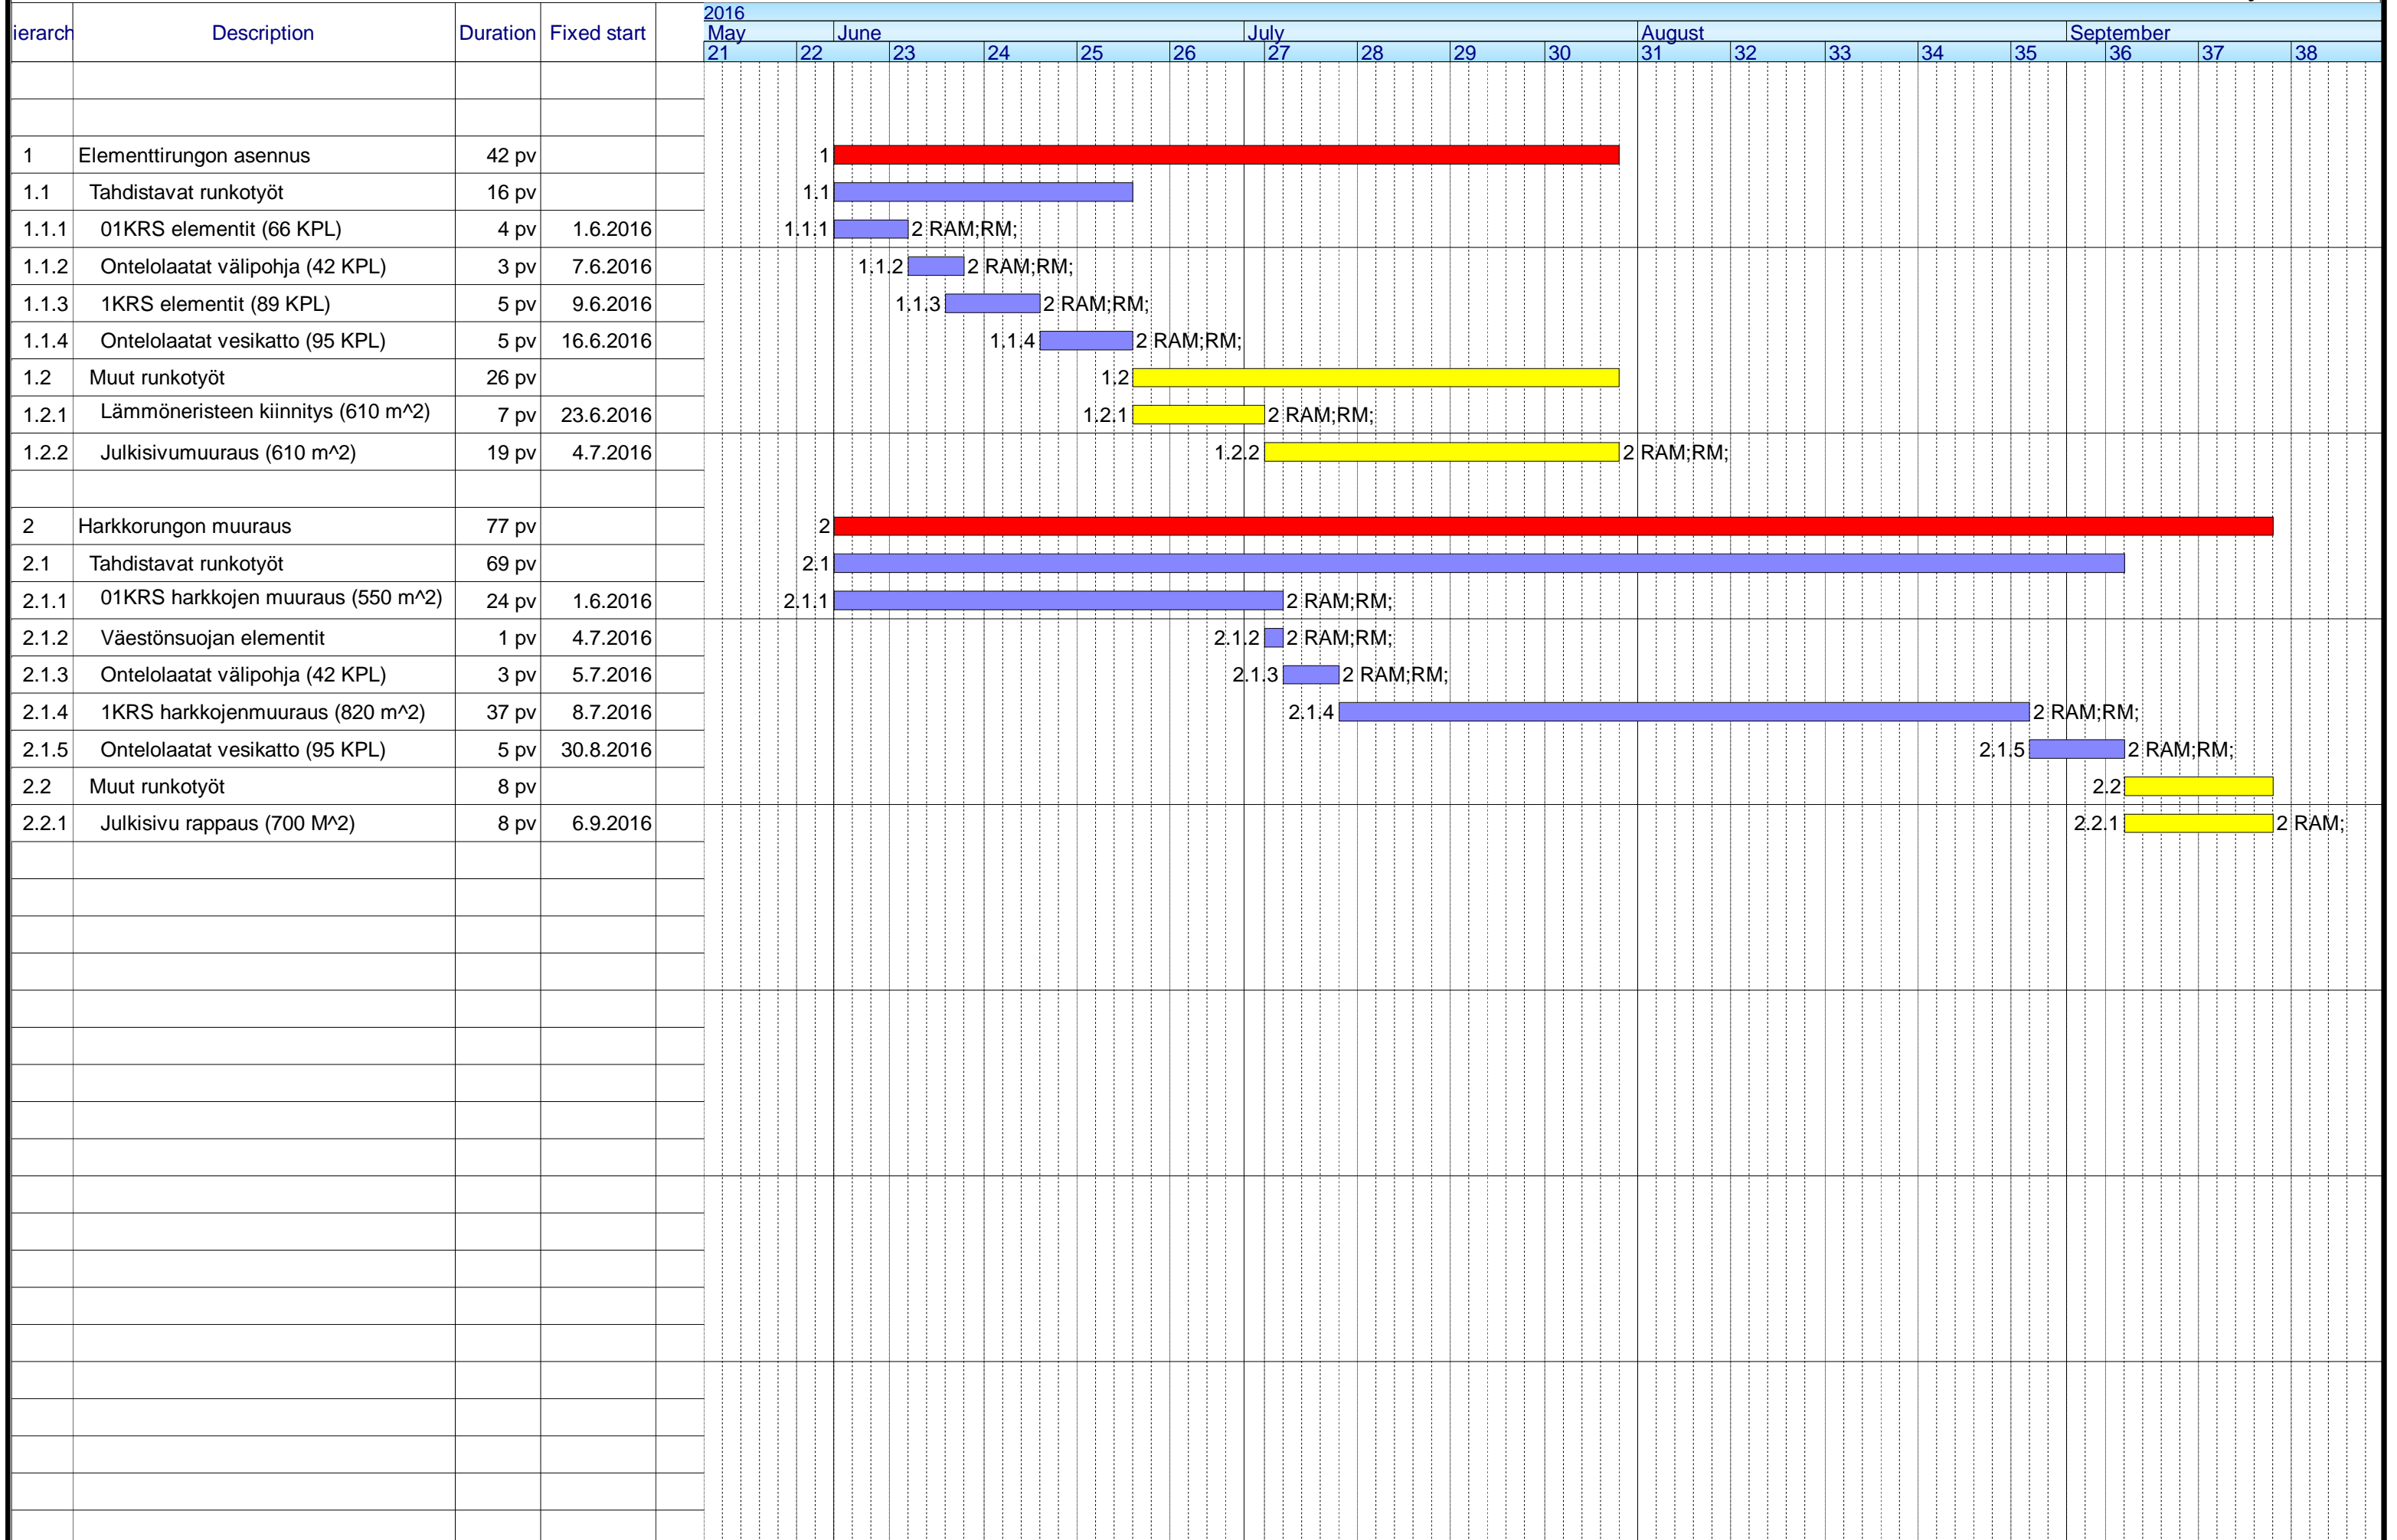 2016
ierarch Description Duration Fixed start May June July August September
21 22 23 24 25 26 27 28 29 30 31 32 33 34 35 36 37 38
1 Elementtirungon asennus 42 pv 1
1.1 Tahdistavat runkotyöt 16 pv 1.1
1.1.1 01KRS elementit (66 KPL) 4 pv 1.6.2016 1.1.1 2 RAM;RM;
1.1.2 Ontelolaatat välipohja (42 KPL) 3 pv 7.6.2016 1.1.2 2 RAM;RM;
1.1.3 1KRS elementit (89 KPL) 5 pv 9.6.2016 1.1.3 2 RAM;RM;
1.1.4 Ontelolaatat vesikatto (95 KPL) 5 pv 16.6.2016 1.1.4 2 RAM;RM;
1.2 Muut runkotyöt 26 pv 1.2
1.2.1 Lämmöneristeen kiinnitys (610 m^2) 7 pv 23.6.2016 1.2.1 2 RAM;RM;
1.2.2 Julkisivumuuraus (610 m^2) 19 pv 4.7.2016 1.2.2 2 RAM;RM;
2 Harkkorungon muuraus 77 pv 2
2.1 Tahdistavat runkotyöt 69 pv 2.1
2.1.1 01KRS harkkojen muuraus (550 m^2) 24 pv 1.6.2016 2.1.1 2 RAM;RM;
2.1.2 Väestönsuojan elementit 1 pv 4.7.2016 2.1.2 2 RAM;RM;
2.1.3 Ontelolaatat välipohja (42 KPL) 3 pv 5.7.2016 2.1.3 2 RAM;RM;
2.1.4 1KRS harkkojenmuuraus (820 m^2) 37 pv 8.7.2016 2.1.4 2 RAM;RM;
2.1.5 Ontelolaatat vesikatto (95 KPL) 5 pv 30.8.2016 2.1.5 2 RAM;RM;
2.2 Muut runkotyöt 8 pv 2.2
2.2.1 Julkisivu rappaus (700 M^2) 8 pv 6.9.2016 2.2.1 2 RAM;